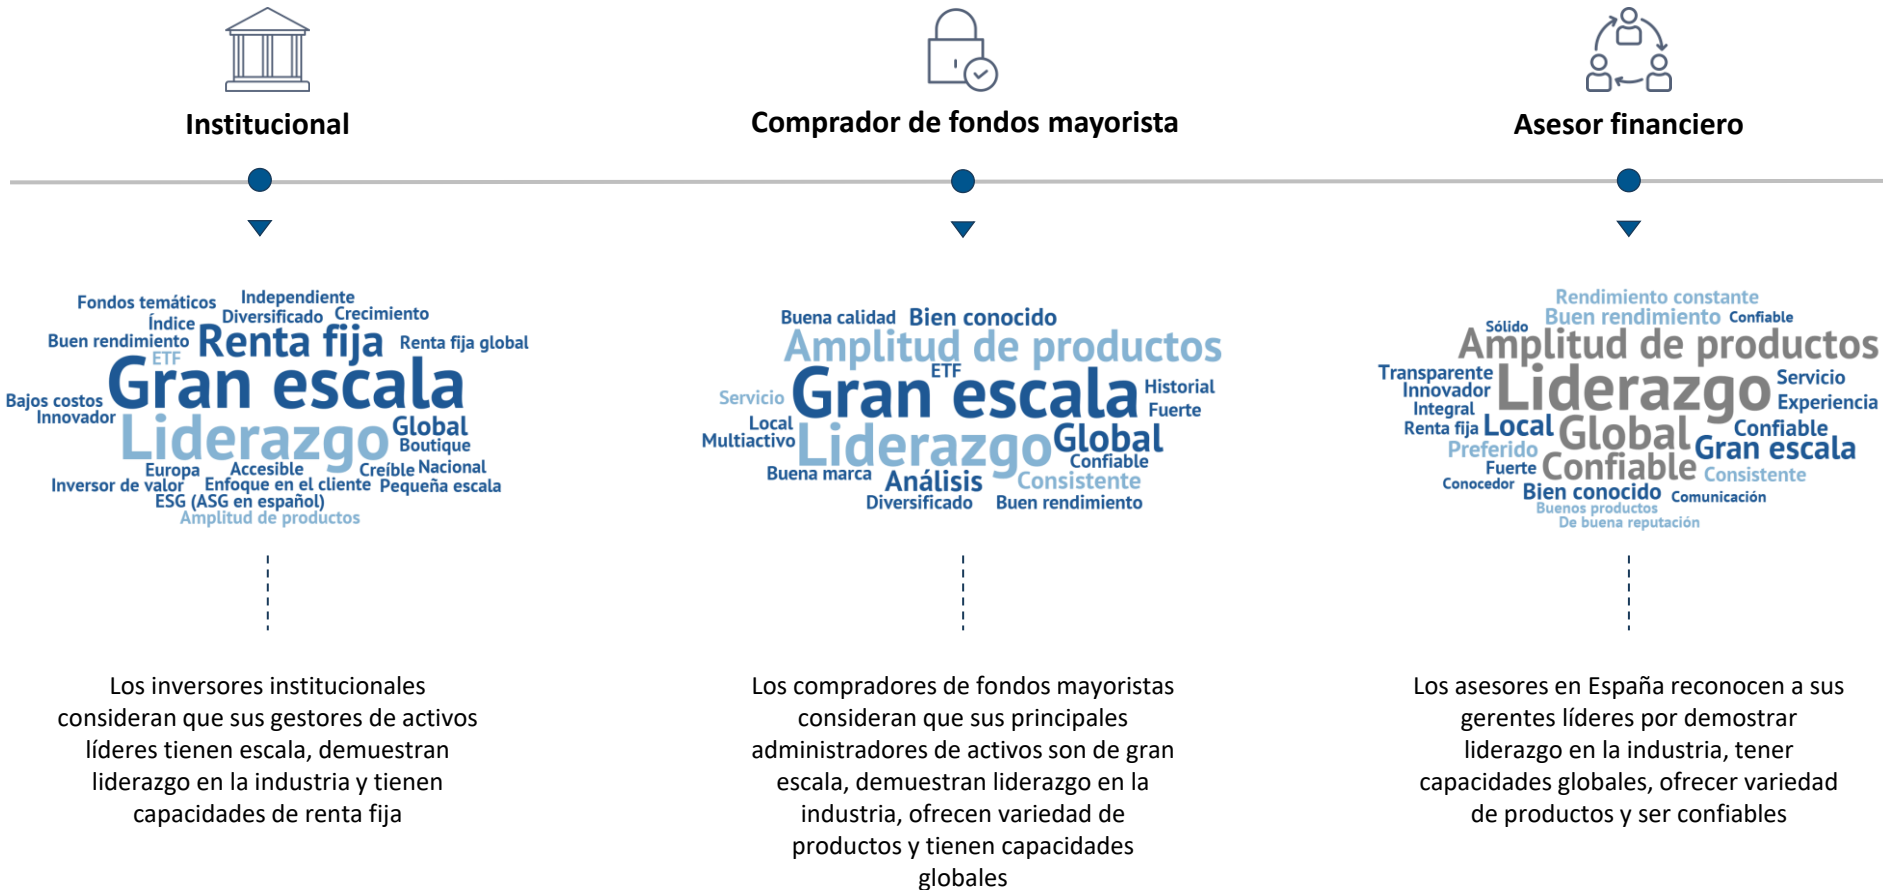 Institucional
Fondos temáticos
Independiente
Índice
Diversificado
Crecimiento
Buen rendimiento
Renta fija
Renta fija global
ETF
Gran escala
Bajos costos
Innovador
Liderazgo
Global
Boutique
Europa
Accesible
Creíble
Nacional
Inversor de valor
Enfoque en el cliente
Pequeña escala
ESG (ASG en español)
Amplitud de productos
Los inversores institucionales
consideran que sus gestores de activos
líderes tienen escala, demuestran
liderazgo en la industria y tienen
capacidades de renta fija
Comprador de fondos mayorista
Buena calidad
Bien conocido
Amplitud de productos
ETF
Gran escala
Historial
Servicio
Fuerte
Local
Multiactivo
Liderazgo
Global
Confiable
Buena marca
Análisis
Consistente
Diversificado
Buen rendimiento
Los compradores de fondos mayoristas
consideran que sus principales
administradores de activos son de gran
escala, demuestran liderazgo en la
industria, ofrecen variedad de
productos y tienen capacidades
globales
Asesor financiero
Rendimiento constante
Buen rendimiento
Confiable
Sólido
Amplitud de productos
Transparente
Innovador
Liderazgo
Servicio
Integral
Experiencia
Renta fija
Local
Global
Confiable
Preferido
Gran escala
Fuerte
Confiable
Consistente
Conocedor
Bien conocido
Comunicación
Buenos productos
De buena reputación
Los asesores en España reconocen a sus
gerentes líderes por demostrar
liderazgo en la industria, tener
capacidades globales, ofrecer variedad
de productos y ser confiables